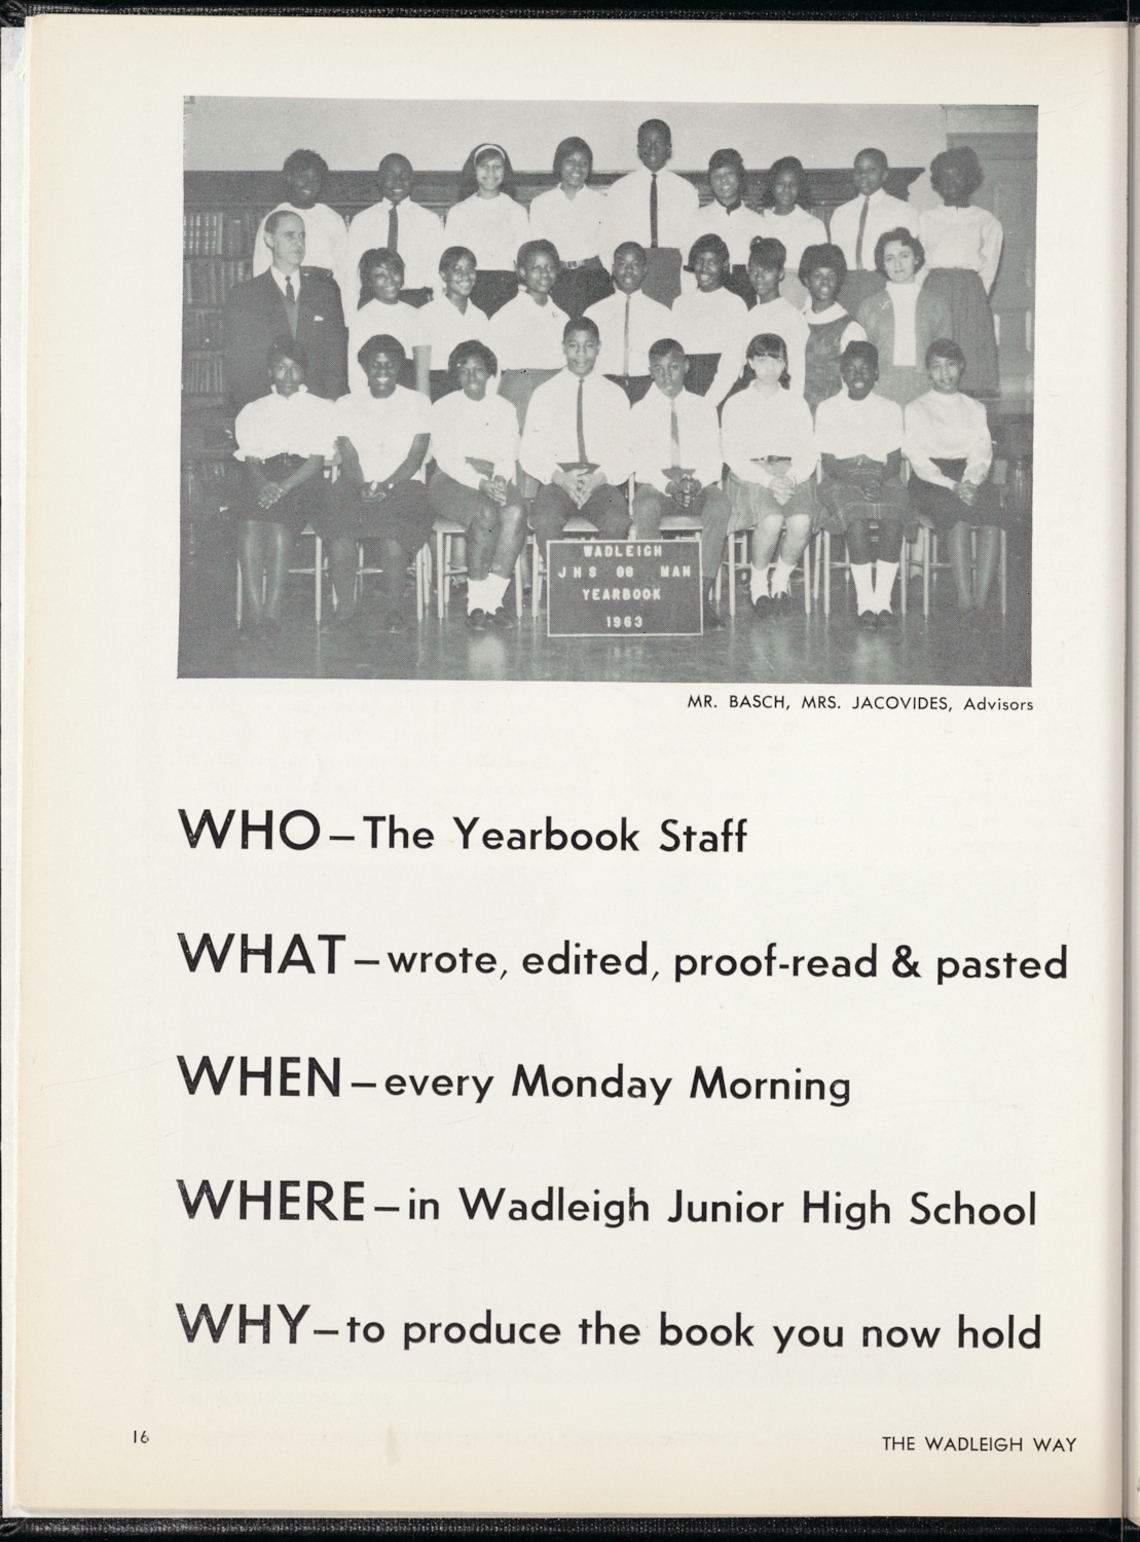 WADLEIGH
JHS 88 MAN
YEARBOOK
1963
MR. BASCH, MRS. JACOVIDES, Advisors
WHO—The Yearbook Staff
WHAT—wrote, edited, proof-read & pasted
WHEN—every Monday Morning
WHERE—in Wadleigh Junior High School
WHY—to produce the book you now hold
16
THE WADLEIGH WAY